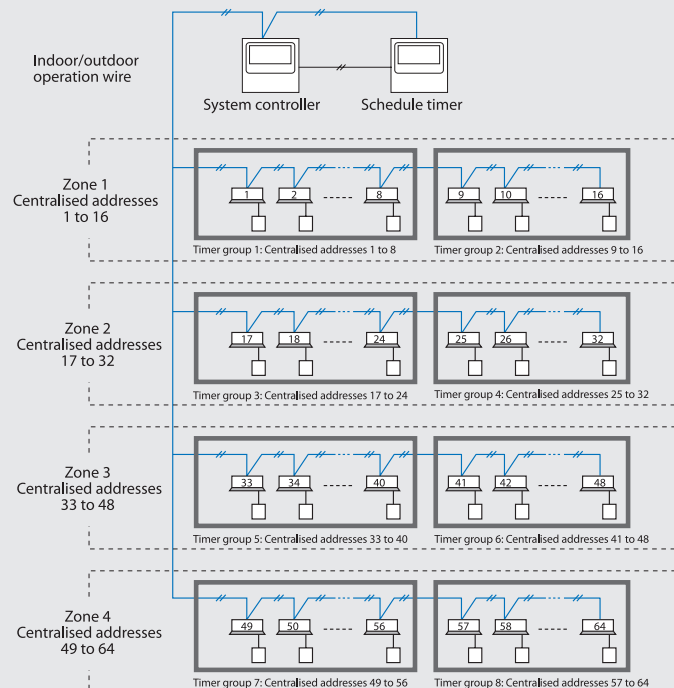 Indoor/outdoor
operation wire
System controller
Schedule timer
Zone 1
Centralised addresses
1 to 16
1 2 8 9 10 16
Timer group 1: Centralised addresses 1 to 8
Timer group 2: Centralised addresses 9 to 16
Zone 2
Centralised addresses
17 to 32
17 18 24 25 26 32
Timer group 3: Centralised addresses 17 to 24
Timer group 4: Centralised addresses 25 to 32
Zone 3
Centralised addresses
33 to 48
33 34 40 41 42 48
Timer group 5: Centralised addresses 33 to 40
Timer group 6: Centralised addresses 41 to 48
Zone 4
Centralised addresses
49 to 64
49 50 56 57 58 64
Timer group 7: Centralised addresses 49 to 56
Timer group 8: Centralised addresses 57 to 64